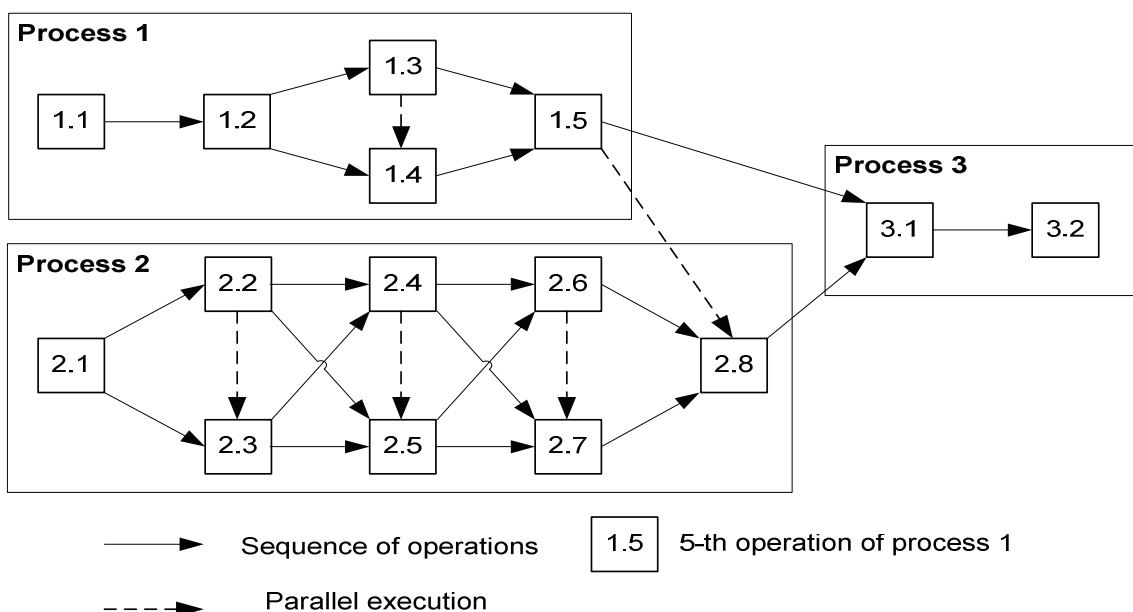 Process 1
1.3
1.1
1.2
1.5
1.4
Process 3
3.1
3.2
Process 2
2.2
2.4
2.6
2.1
2.8
2.3
2.5
2.7
Sequence of operations
1.5
5-th operation of process 1
Parallel execution